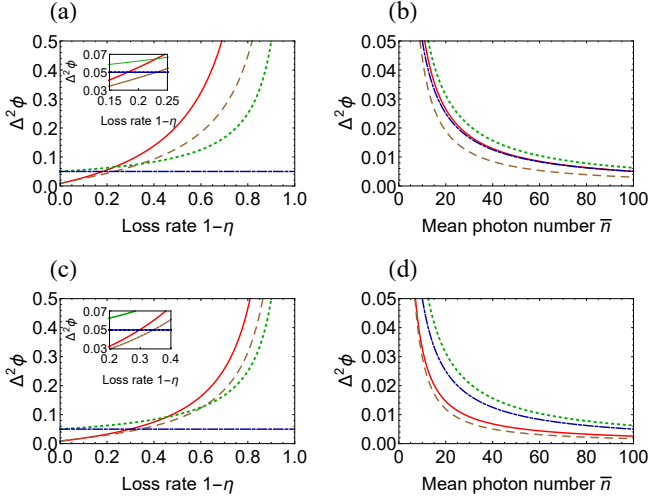 (a)
0.5
0.4
0.3
0.2
0.1
0.0
Δ²ϕ
0.07
0.05
0.03
Δ²ϕ
0.15 0.2 0.25
Loss rate 1−η
0.0 0.2 0.4 0.6 0.8 1.0
Loss rate 1−η
(b)
0.05
0.04
0.03
0.02
0.01
0.00
Δ²ϕ
0 20 40 60 80 100
Mean photon number n̅
(c)
0.5
0.4
0.3
0.2
0.1
0.0
Δ²ϕ
0.07
0.05
0.03
Δ²ϕ
0.2 0.3 0.4
Loss rate 1−η
0.0 0.2 0.4 0.6 0.8 1.0
Loss rate 1−η
(d)
0.05
0.04
0.03
0.02
0.01
0.00
Δ²ϕ
0 20 40 60 80 100
Mean photon number n̅